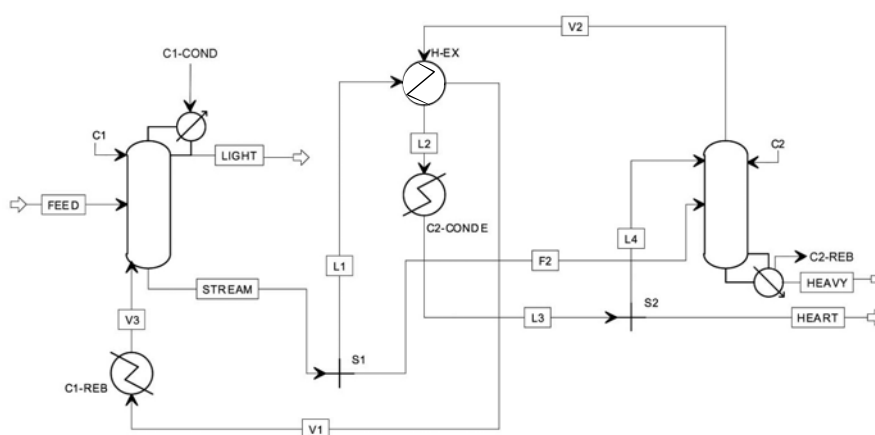 V2
C1-COND
H-EX
C1
C2
L2
LIGHT
FEED
C2-CONDE
L4
L1
F2
C2-REB
STREAM
HEAVY
V3
L3
S2
HEART
S1
C1-REB
V1